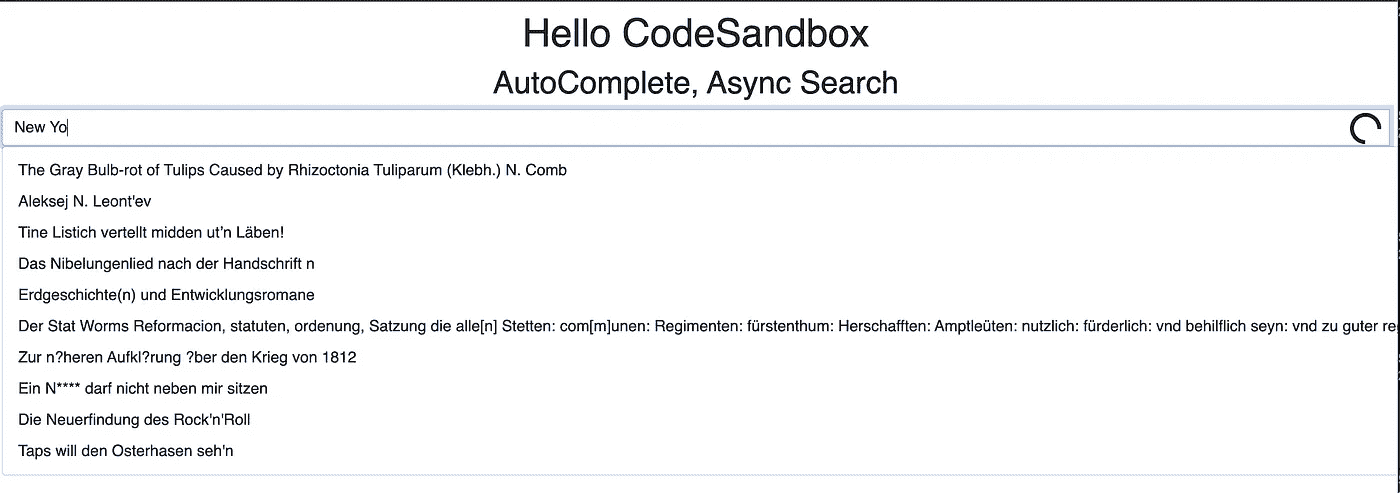 Hello CodeSandbox
AutoComplete, Async Search
New Yo
The Gray Bulb-rot of Tulips Caused by Rhizoctonia Tuliparum (Klebh.) N. Comb
Aleksej N. Leont'ev
Tine Listich vertellt midden ut’n Läben!
Das Nibelungenlied nach der Handschrift n
Erdgeschichte(n) und Entwicklungsromane
Der Stat Worms Reformacion, statuten, ordenung, Satzung die alle[n] Stetten: com[m]unen: Regimenten: fürstenthum: Herschafften: Amptleüten: nutzlich: fürderlich: vnd behilflich seyn: vnd zu guter re
Zur n?heren Aufkl?rung ?ber den Krieg von 1812
Ein N**** darf nicht neben mir sitzen
Die Neuerfindung des Rock'n'Roll
Taps will den Osterhasen seh'n